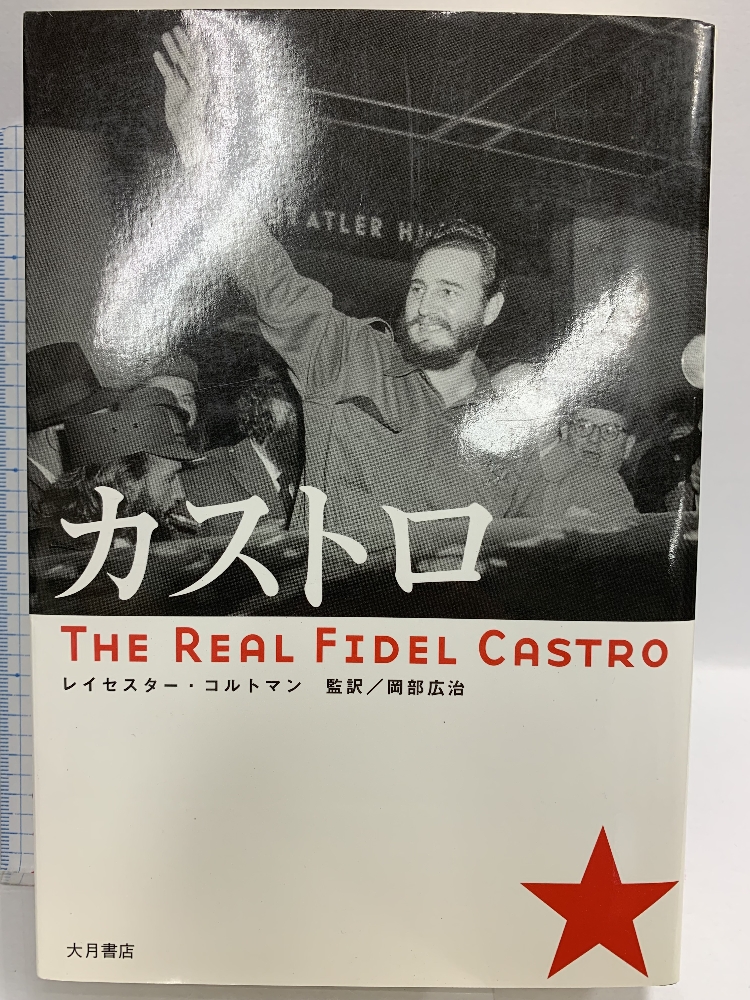 ATLER H
カストロ
THE REAL FIDEL CASTRO
レイセスター・コルトマン 監訳／岡部広治
大月書店